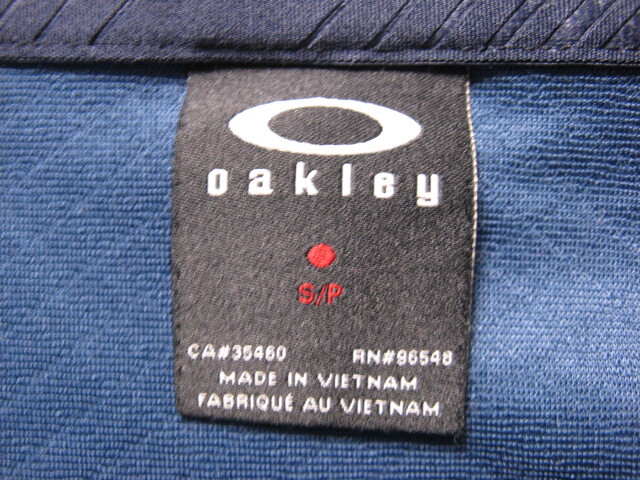 oakley
S/P
CA#35460 RN#96548
MADE IN VIETNAM
FABRIQUÉ AU VIETNAM